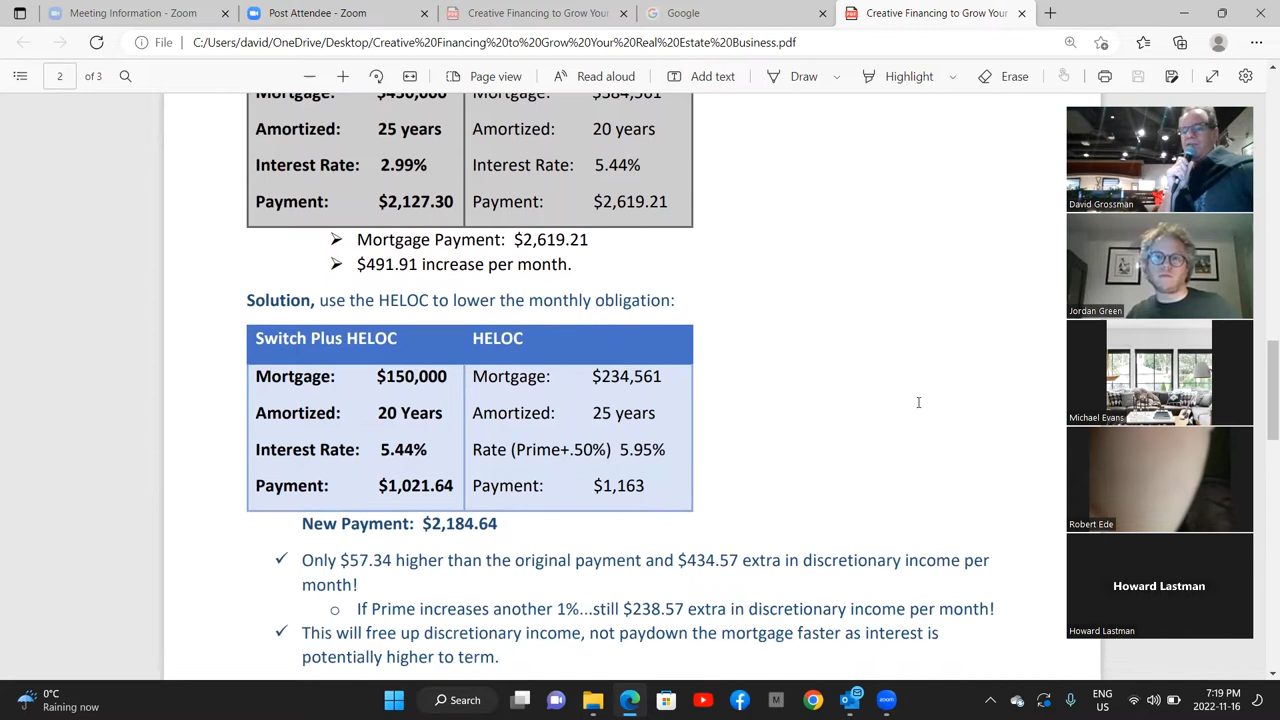 Meeting Information - Zoom
Post Attendee - Zoom
Creative Financing to Grow Your
Google
Creative Financing to Grow Your
File
C:/Users/david/OneDrive/Desktop/Creative%20Financing%20to%20Grow%20Your%20Real%20Estate%20Business.pdf
2 of 3
Page view
Read aloud
Add text
Draw
Highlight
Erase
Mortgage: Mortgage:
Amortized: 25 years Amortized: 20 years
Interest Rate: 2.99% Interest Rate: 5.44%
Payment: $2,127.30 Payment: $2,619.21
➢ Mortgage Payment: $2,619.21
➢ $491.91 increase per month.
Solution, use the HELOC to lower the monthly obligation:
Switch Plus HELOC HELOC
Mortgage: $150,000 Mortgage: $234,561
Amortized: 20 Years Amortized: 25 years
Interest Rate: 5.44% Rate (Prime+.50%) 5.95%
Payment: $1,021.64 Payment: $1,163
New Payment: $2,184.64
✓ Only $57.34 higher than the original payment and $434.57 extra in discretionary income per
month!
o If Prime increases another 1%...still $238.57 extra in discretionary income per month!
✓ This will free up discretionary income, not paydown the mortgage faster as interest is
potentially higher to term.
David Grossman
Jordan Green
Michael Evans
Robert Ede
Howard Lastman
Howard Lastman
0°C
Raining now
Search
zoom
ENG
US
7:19 PM
2022-11-16